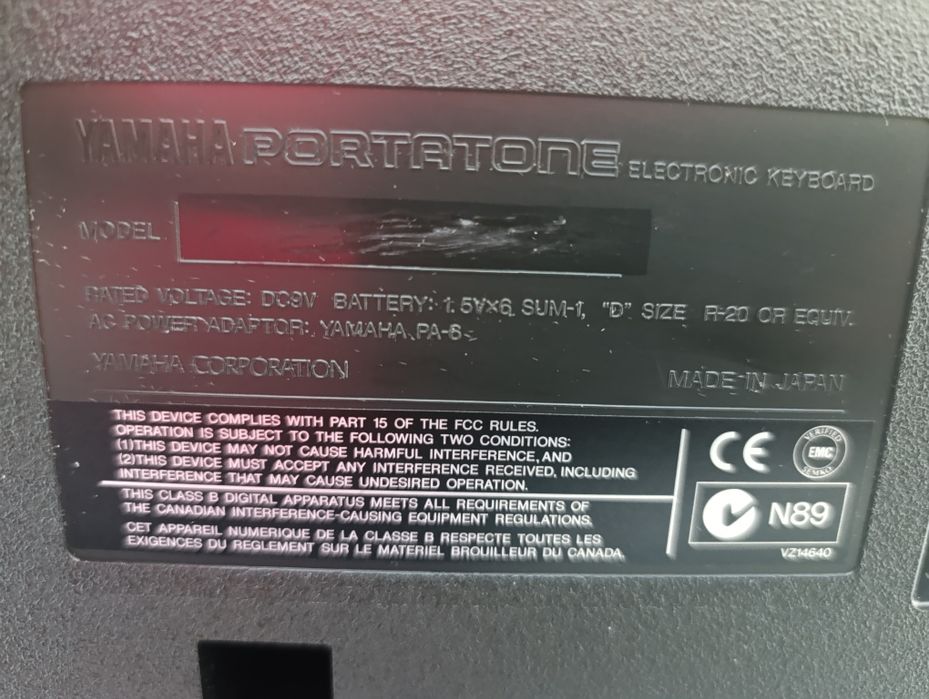 YAMAHA PORTATONE ELECTRONIC KEYBOARD
MODEL
RATED VOLTAGE: DC9V BATTERY: 1.5V×6, SUM-1, "D" SIZE R-20 OR EQUIV.
AC POWER ADAPTOR: YAMAHA PA-6
YAMAHA CORPORATION MADE IN JAPAN
THIS DEVICE COMPLIES WITH PART 15 OF THE FCC RULES.
OPERATION IS SUBJECT TO THE FOLLOWING TWO CONDITIONS:
(1)THIS DEVICE MAY NOT CAUSE HARMFUL INTERFERENCE, AND
(2)THIS DEVICE MUST ACCEPT ANY INTERFERENCE RECEIVED, INCLUDING
INTERFERENCE THAT MAY CAUSE UNDESIRED OPERATION.
THIS CLASS B DIGITAL APPARATUS MEETS ALL REQUIREMENTS OF
THE CANADIAN INTERFERENCE-CAUSING EQUIPMENT REGULATIONS.
CET APPAREIL NUMERIQUE DE LA CLASSE B RESPECTE TOUTES LES
EXIGENCES DU REGLEMENT SUR LE MATERIEL BROUILLEUR DU CANADA.
CE
VERIFIED
EMC
SEMKO
N89
VZ14640